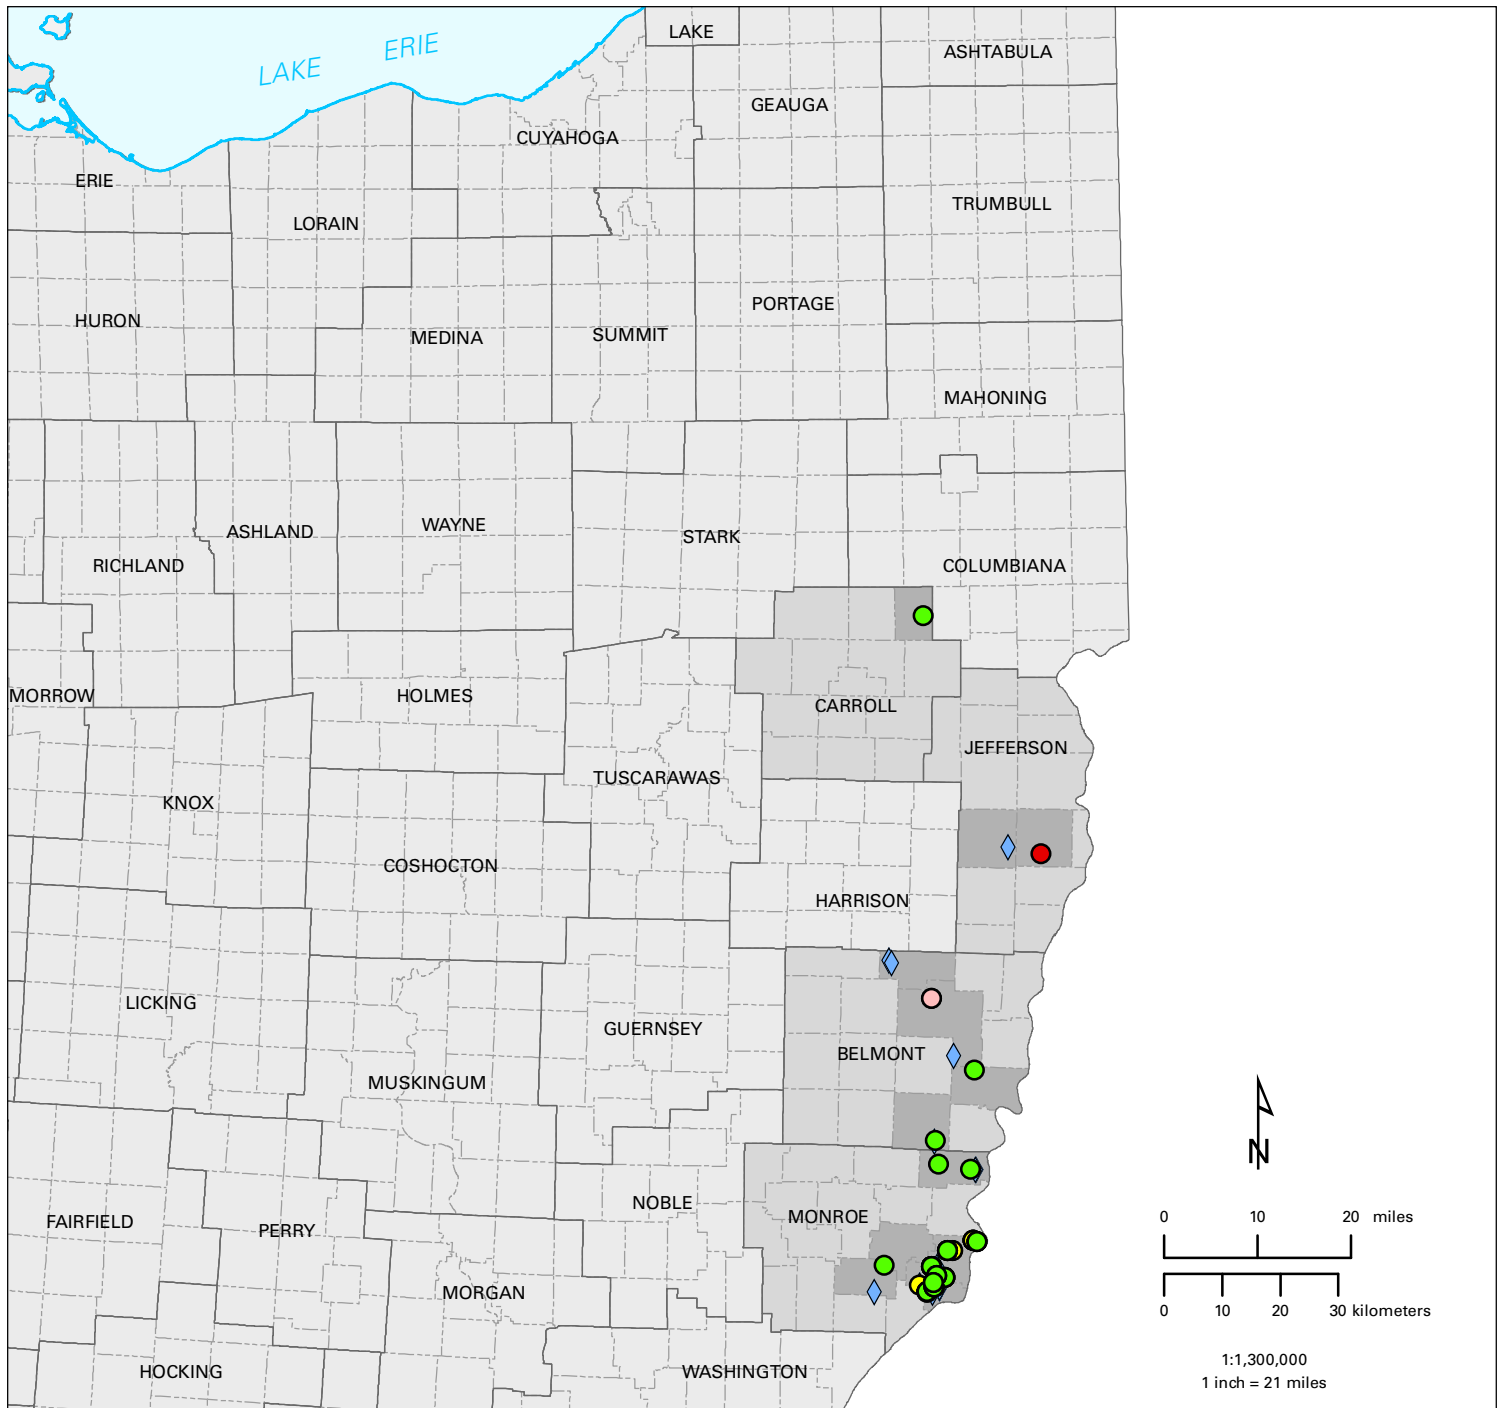 LAKE
ASHTABULA
LAKE ERIE
GEAUGA
CUYAHOGA
ERIE
TRUMBULL
LORAIN
PORTAGE
HURON
MEDINA
SUMMIT
MAHONING
ASHLAND
WAYNE
STARK
RICHLAND
COLUMBIANA
MORROW
HOLMES
CARROLL
JEFFERSON
TUSCARAWAS
KNOX
COSHOCTON
HARRISON
LICKING
GUERNSEY
BELMONT
MUSKINGUM
N
NOBLE
MONROE
FAIRFIELD
PERRY
0 10 20 miles
MORGAN
0 10 20 30 kilometers
HOCKING
WASHINGTON
1:1,300,000
1 inch = 21 miles